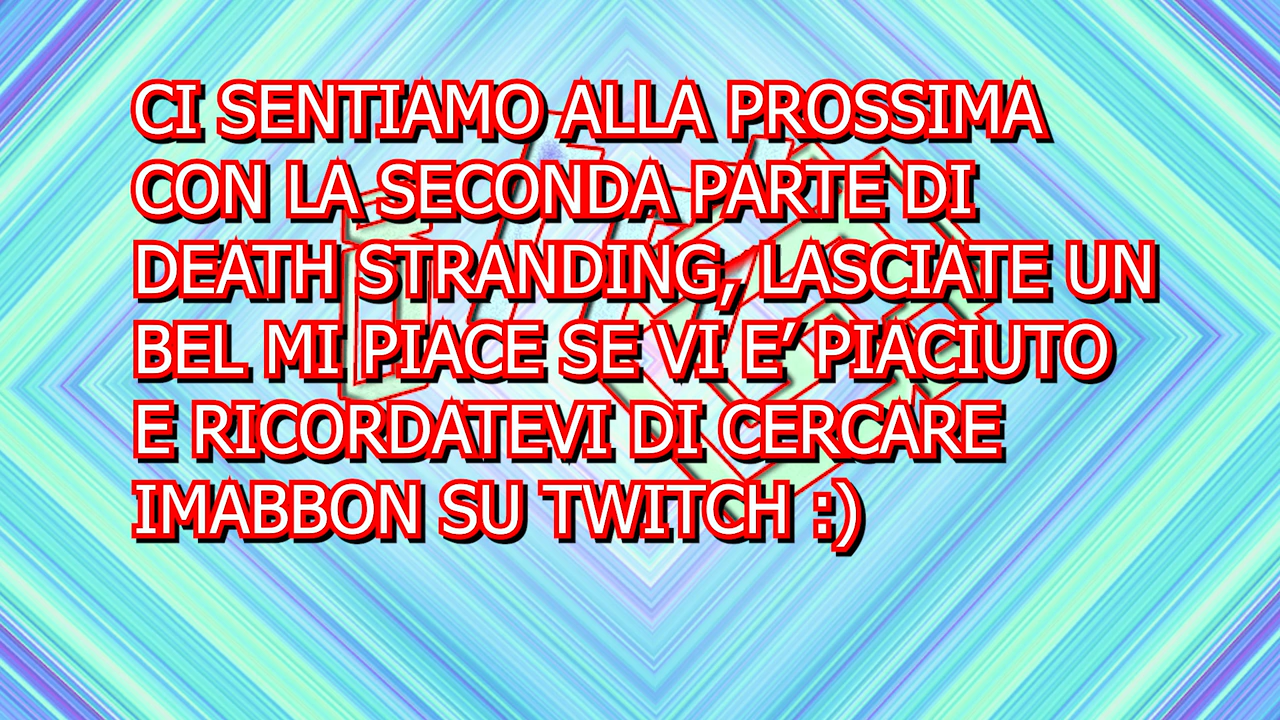 CI SENTIAMO ALLA PROSSIMA
CON LA SECONDA PARTE DI
DEATH STRANDING, LASCIATE UN
BEL MI PIACE SE VI E' PIACIUTO
E RICORDATEVI DI CERCARE
IMABBON SU TWITCH :)